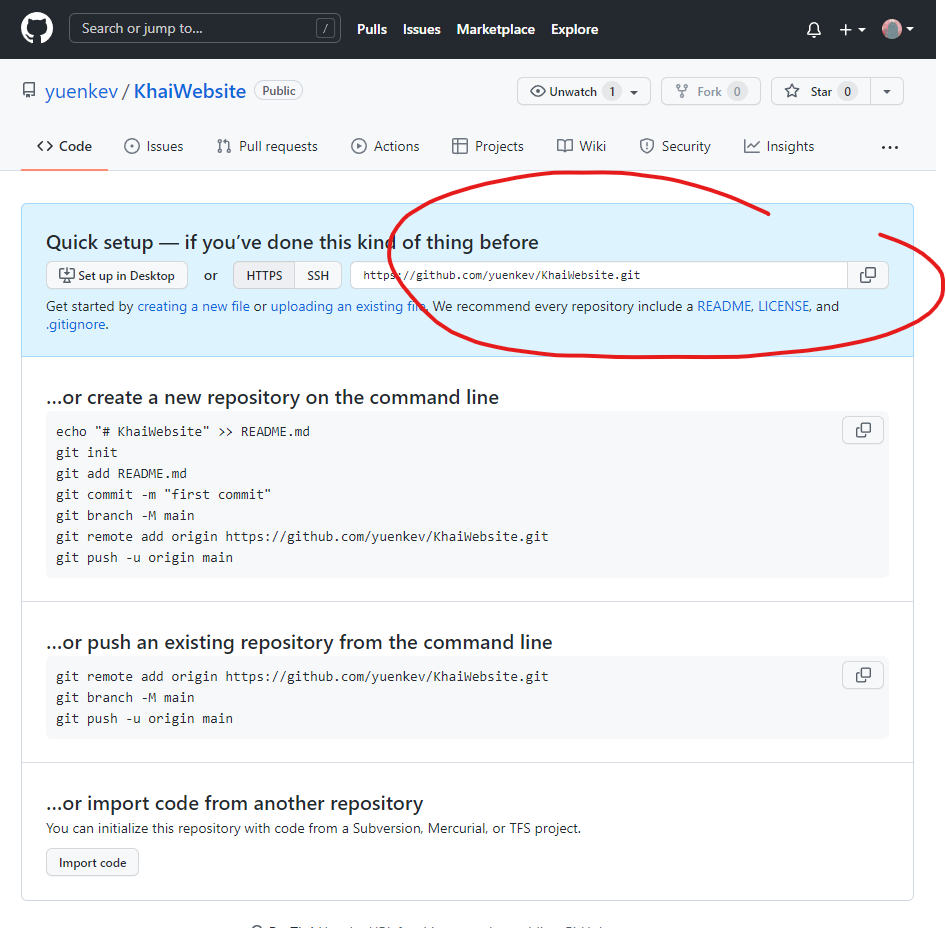 Search or jump to... /
Pulls Issues Marketplace Explore
yuenkev / KhaiWebsite Public
Unwatch 1 Fork 0 Star 0
Code Issues Pull requests Actions Projects Wiki Security Insights
Quick setup — if you've done this kind of thing before
Set up in Desktop or HTTPS SSH https://github.com/yuenkev/KhaiWebsite.git
Get started by creating a new file or uploading an existing file. We recommend every repository include a README, LICENSE, and
.gitignore.
…or create a new repository on the command line
echo "# KhaiWebsite" >> README.md
git init
git add README.md
git commit -m "first commit"
git branch -M main
git remote add origin https://github.com/yuenkev/KhaiWebsite.git
git push -u origin main
…or push an existing repository from the command line
git remote add origin https://github.com/yuenkev/KhaiWebsite.git
git branch -M main
git push -u origin main
…or import code from another repository
You can initialize this repository with code from a Subversion, Mercurial, or TFS project.
Import code